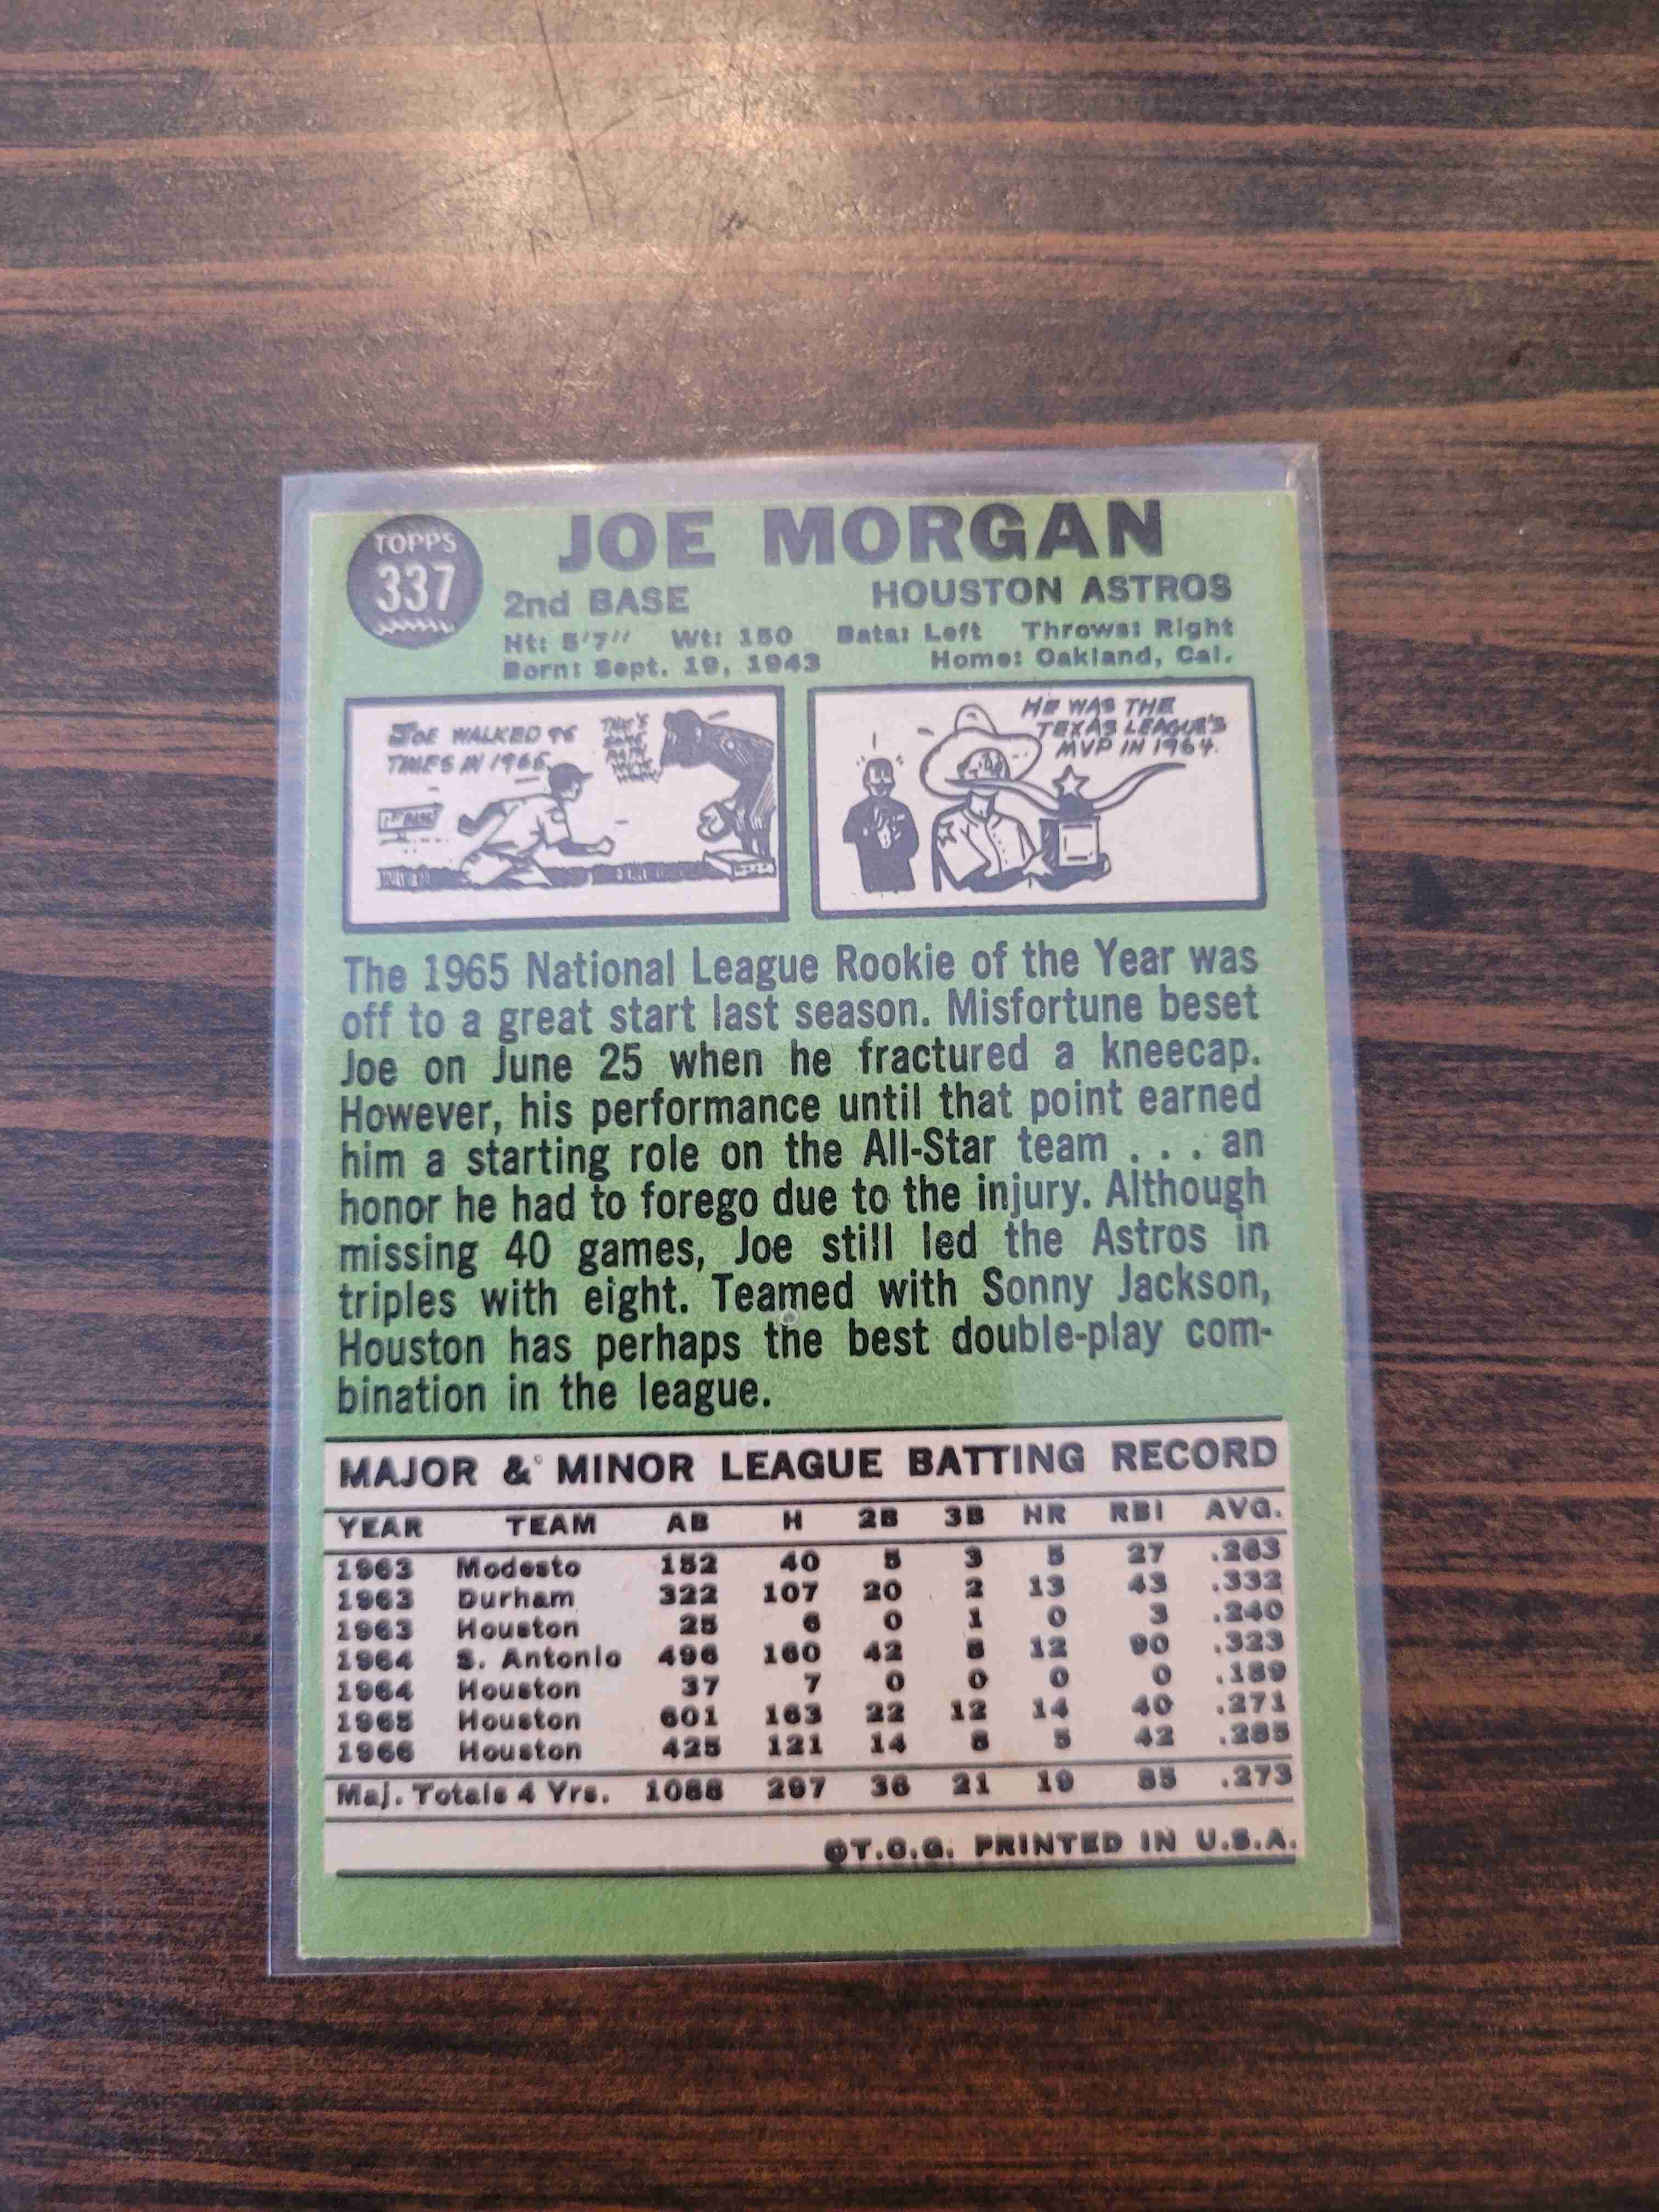 TOPPS
337
JOE MORGAN
2nd BASE HOUSTON ASTROS
Ht: 5'7" Wt: 150 Bats: Left Throws: Right
Born: Sept. 19, 1943 Home: Oakland, Cal.
JOE WALKED
TIMES IN 1966
THAT'S
SOME
HE WAS THE
TEXAS LEAGUE'S
MVP IN 1964.
The 1965 National League Rookie of the Year was
off to a great start last season. Misfortune beset
Joe on June 25 when he fractured a kneecap.
However, his performance until that point earned
him a starting role on the All-Star team . . . an
honor he had to forego due to the injury. Although
missing 40 games, Joe still led the Astros in
triples with eight. Teamed with Sonny Jackson,
Houston has perhaps the best double-play com-
bination in the league.
MAJOR & MINOR LEAGUE BATTING RECORD
YEAR TEAM AB H 2B 3B HR RBI AVG.
1963 Modesto 152 40 5 3 5 27 .263
1963 Durham 322 107 20 2 13 43 .332
1963 Houston 25 6 0 1 0 3 .240
1964 S. Antonio 496 160 42 8 12 90 .323
1964 Houston 37 7 0 0 0 0 .189
1965 Houston 601 163 22 12 14 40 .271
1966 Houston 425 121 14 8 5 42 .285
Maj. Totals 4 Yrs. 1088 297 36 21 19 85 .273
©T.C.G. PRINTED IN U.S.A.